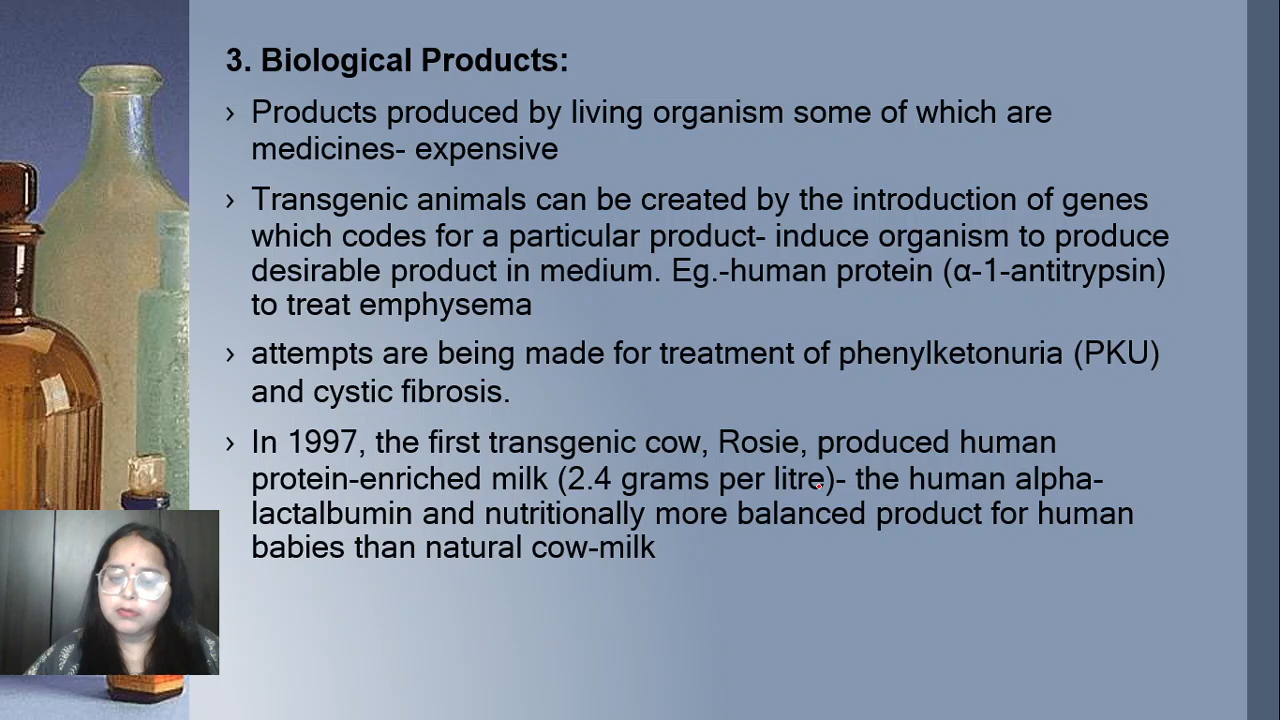 3. Biological Products:
› Products produced by living organism some of which are
medicines- expensive
› Transgenic animals can be created by the introduction of genes
which codes for a particular product- induce organism to produce
desirable product in medium. Eg.-human protein (α-1-antitrypsin)
to treat emphysema
› attempts are being made for treatment of phenylketonuria (PKU)
and cystic fibrosis.
› In 1997, the first transgenic cow, Rosie, produced human
protein-enriched milk (2.4 grams per litre)- the human alpha-
lactalbumin and nutritionally more balanced product for human
babies than natural cow-milk